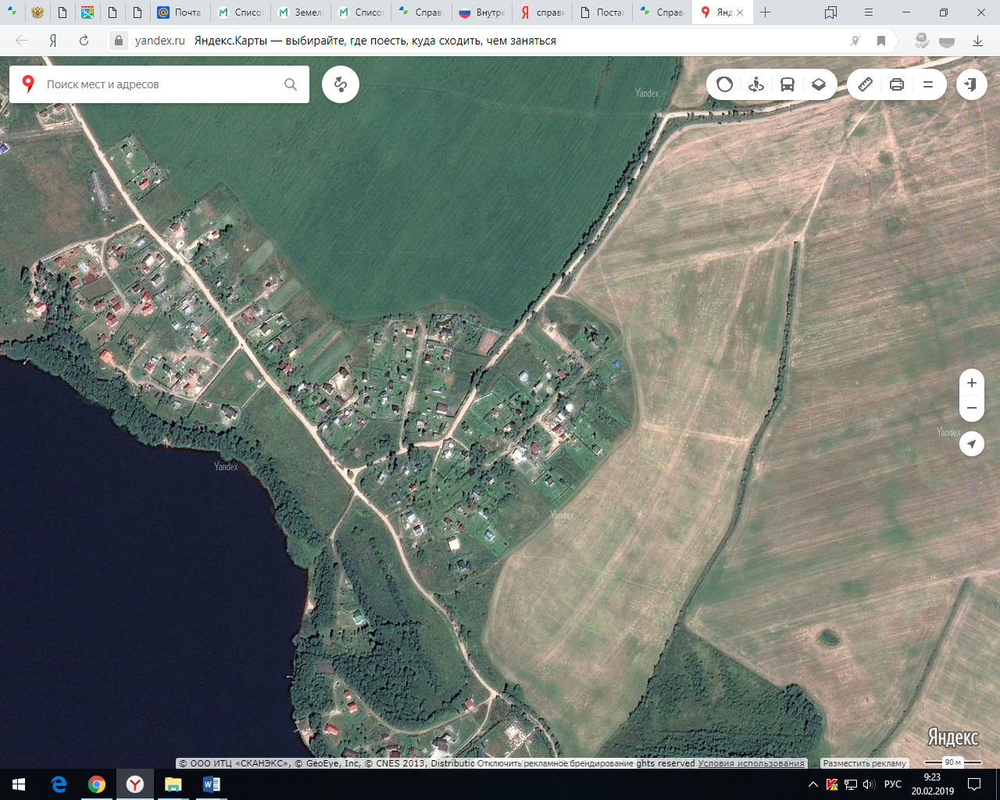 Почта
Списо
Земел
Списо
Справ
Внутре
Я справк
Постан
Справ
Янд
Я yandex.ru Яндекс.Карты — выбирайте, где поесть, куда сходить, чем заняться
Поиск мест и адресов
Yandex
Yandex
Yandex
Yandex
Яндекс
© ООО ИТЦ «СКАНЭКС», © GeoEye, Inc, © CNES 2013, Distributio Отключить рекламное брендирование ghts reserved Условия использования
Разместить рекламу
90 м
РУС
9:23
20.02.2019